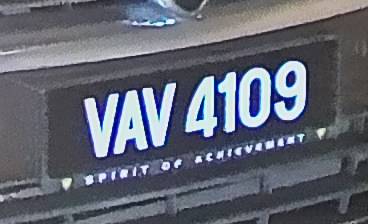 VAV 4109
SPIRIT OF ACHIEVEMENT